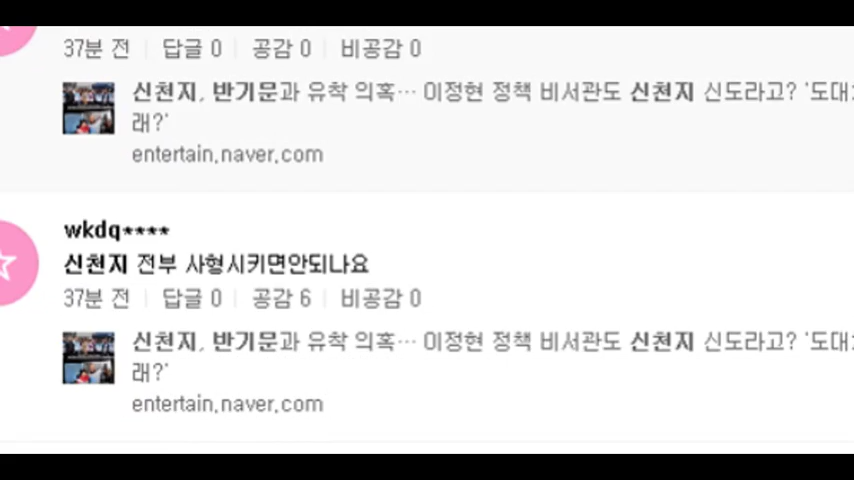 37분 전 답글 0 공감 0 비공감 0
신천지, 반기문과 유착 의혹… 이정현 정책 비서관도 신천지 신도라고? '도대
래?'
entertain.naver.com
wkdq****
신천지 전부 사형시키면안되나요
37분 전 답글 0 공감 6 비공감 0
신천지, 반기문과 유착 의혹… 이정현 정책 비서관도 신천지 신도라고? '도대
래?'
entertain.naver.com